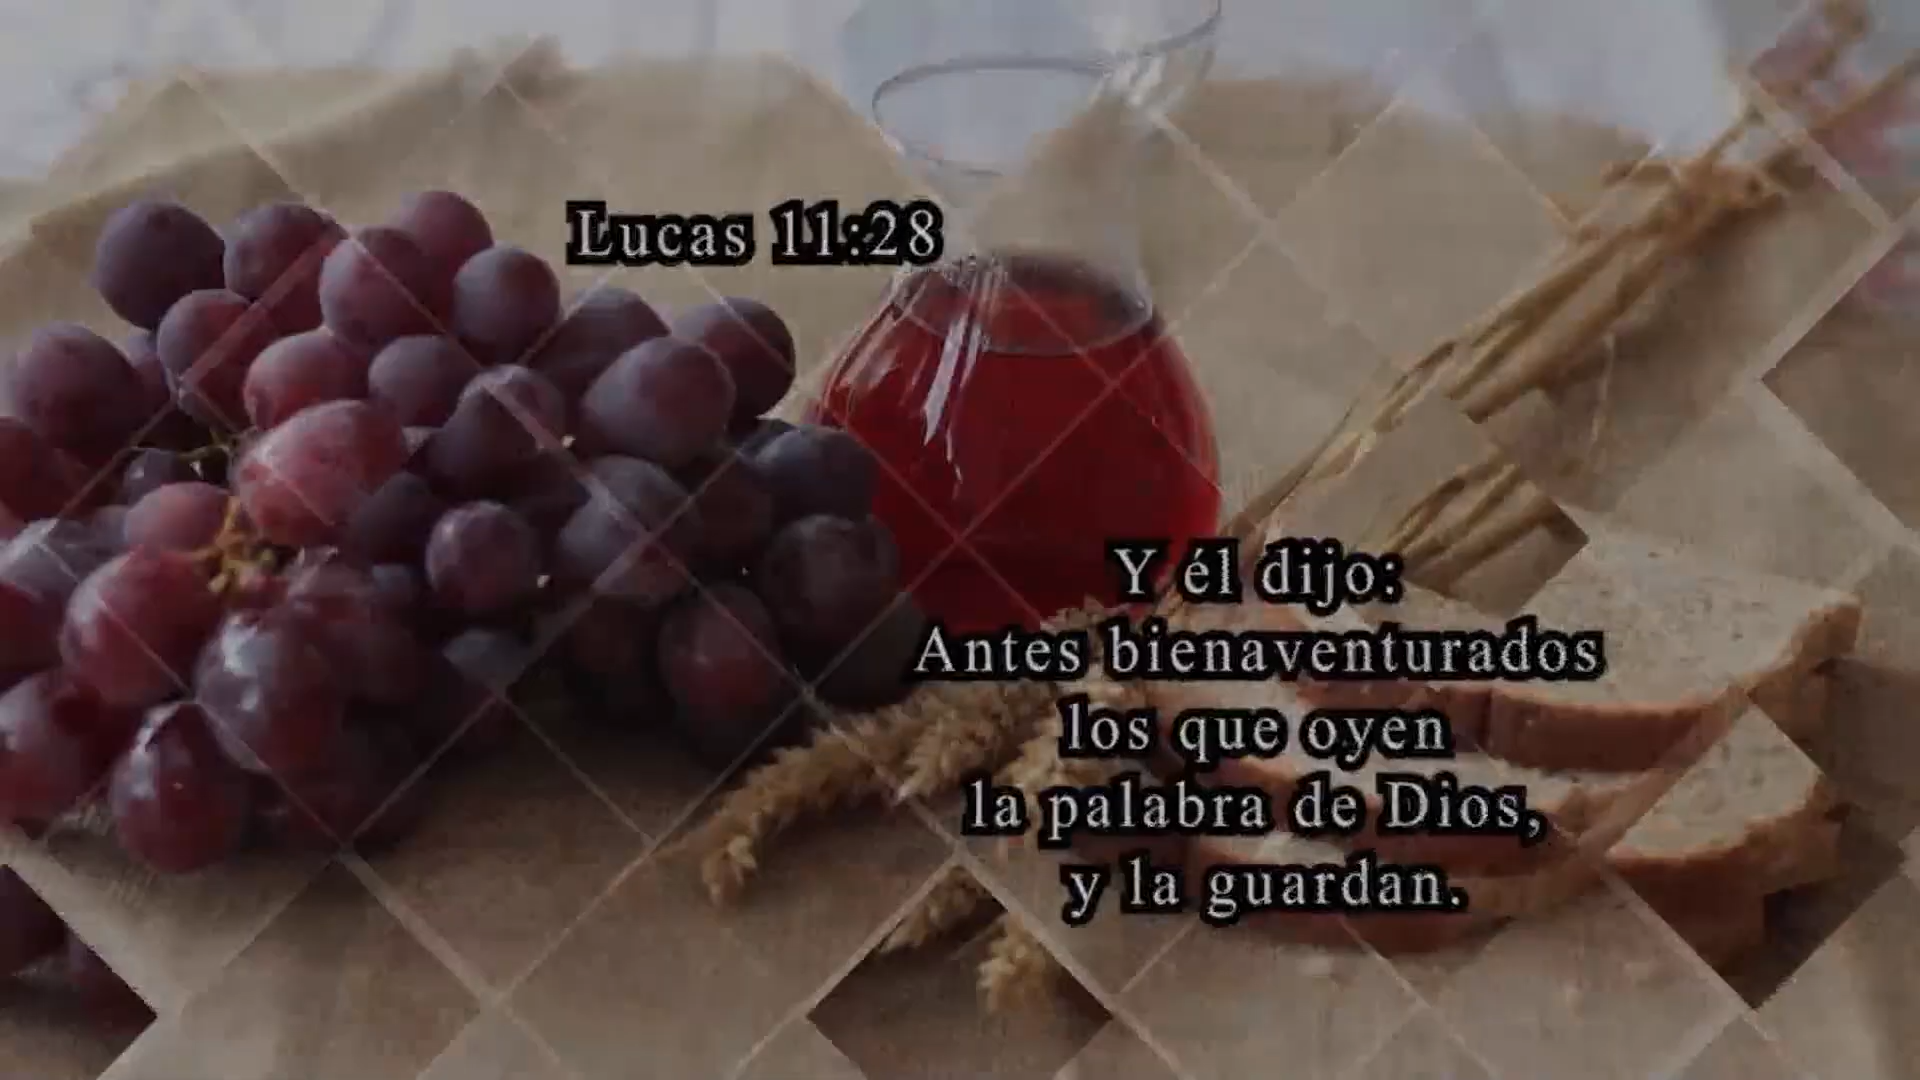 Lucas 11:28
Y él dijo:
Antes bienaventurados
los que oyen
la palabra de Dios,
y la guardan.